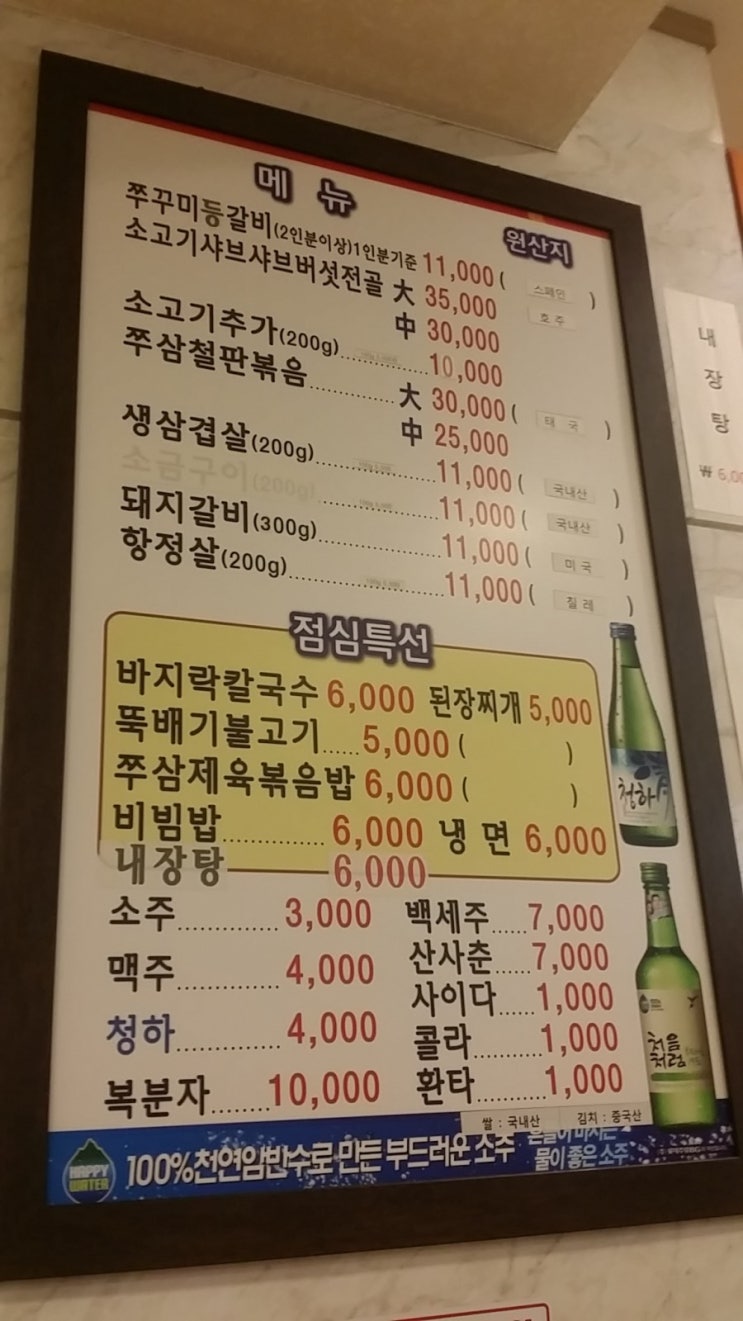 메 뉴
원산지
쭈꾸미등갈비(2인분이상)1인분기준 11,000( 스페인 )
소고기샤브샤브버섯전골 大 35,000 호 주
中 30,000
소고기추가(200g)..........10,000
쭈삼철판볶음..........大 30,000( 태 국 )
中 25,000
생삼겹살(200g)..........11,000( 국내산 )
소금구이(200g)..........11,000( 국내산 )
돼지갈비(300g)..........11,000( 미 국 )
항정살(200g)..........11,000( 칠 레 )
점심특선
바지락칼국수 6,000 된장찌개 5,000
뚝배기불고기......5,000( )
쭈삼제육볶음밥 6,000( )
비빔밥..........6,000 냉 면 6,000
내장탕 6,000
소주..........3,000 백세주.....7,000
맥주..........4,000 산사춘.....7,000
사이다.....1,000
청하..........4,000 콜라.........1,000
복분자.......10,000 환타.........1,000
쌀 : 국내산 김치 : 중국산
HAPPY WATER
100%천연암반수로 만든 부드러운 소주
물이 좋은 소주
청하
처음처럼
내장탕
₩ 6,00